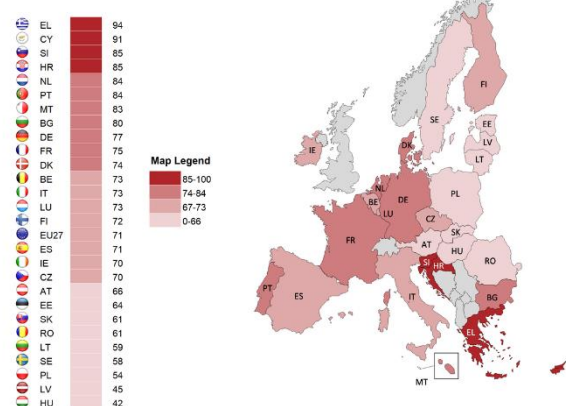 EL 94
CY 91
SI 85
HR 85
NL 84
PT 84
MT 83
BG 80
DE 77
FR 75
DK 74
BE 73
IT 73
LU 73
FI 72
EU27 71
ES 71
IE 70
CZ 70
AT 66
EE 64
SK 61
RO 61
LT 59
SE 58
PL 54
LV 45
HU 42
Map Legend
85-100
74-84
67-73
0-66
FI
SE
EE
LV
LT
DK
IE
NL
BE
DE
PL
LU
CZ
SK
FR
AT
HU
RO
SI HR
BG
PT
ES
IT
EL
MT